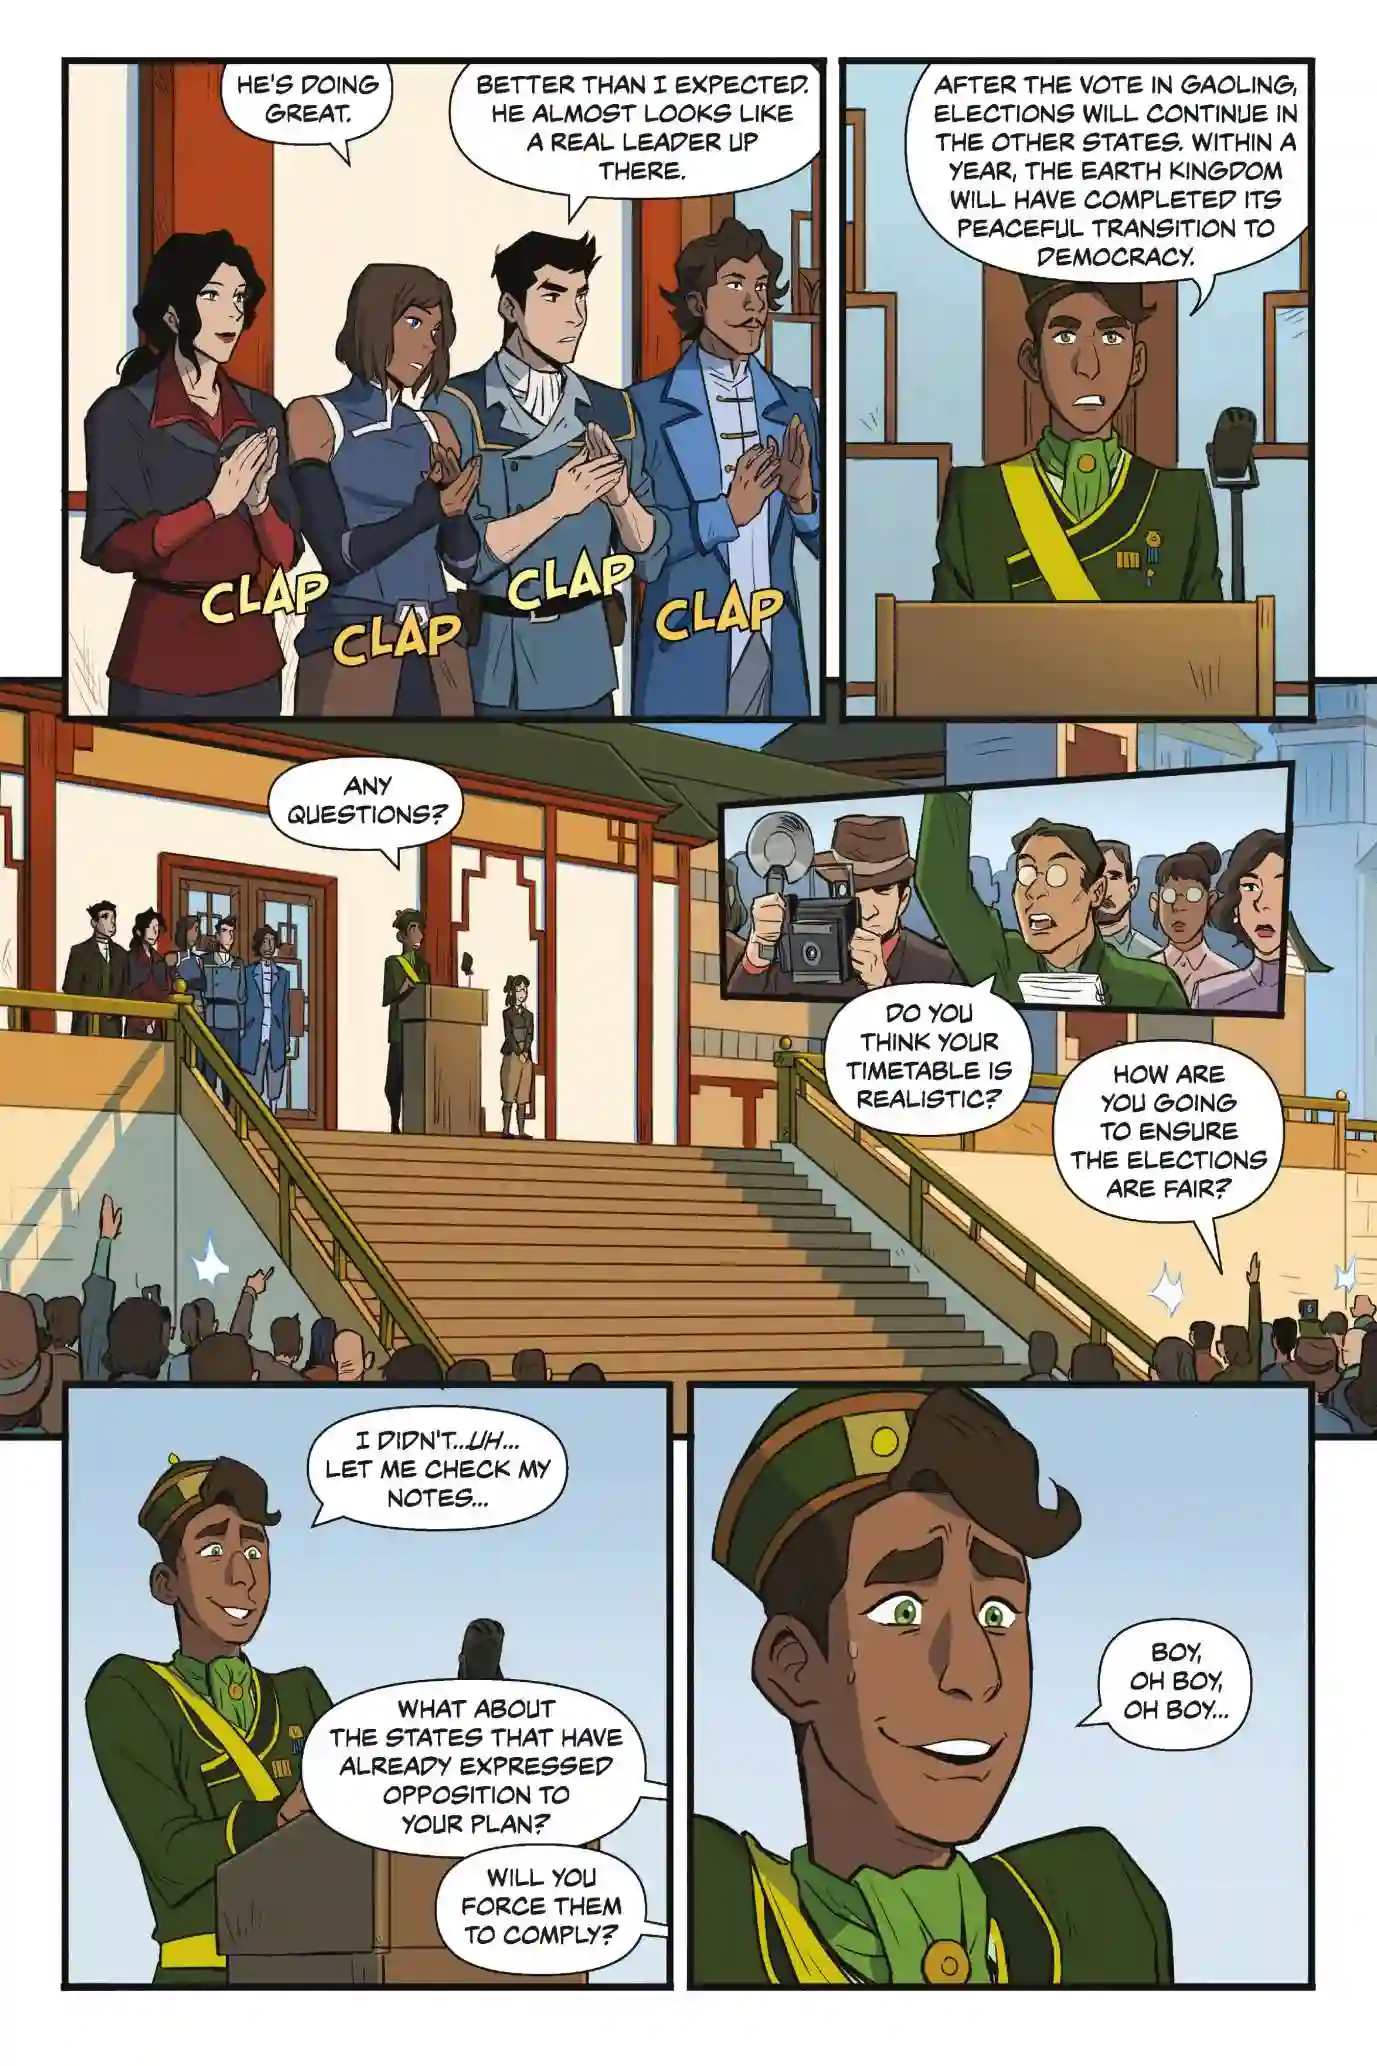 HE'S DOING
GREAT.
BETTER THAN I EXPECTED.
HE ALMOST LOOKS LIKE
A REAL LEADER UP
THERE.
CLAP
CLAP
CLAP
CLAP
AFTER THE VOTE IN GAOLING,
ELECTIONS WILL CONTINUE IN
THE OTHER STATES. WITHIN A
YEAR, THE EARTH KINGDOM
WILL HAVE COMPLETED ITS
PEACEFUL TRANSITION TO
DEMOCRACY.
ANY
QUESTIONS?
DO YOU
THINK YOUR
TIMETABLE IS
REALISTIC?
HOW ARE
YOU GOING
TO ENSURE
THE ELECTIONS
ARE FAIR?
I DIDN'T...UH...
LET ME CHECK MY
NOTES...
WHAT ABOUT
THE STATES THAT HAVE
ALREADY EXPRESSED
OPPOSITION TO
YOUR PLAN?
WILL YOU
FORCE THEM
TO COMPLY?
BOY,
OH BOY,
OH BOY...